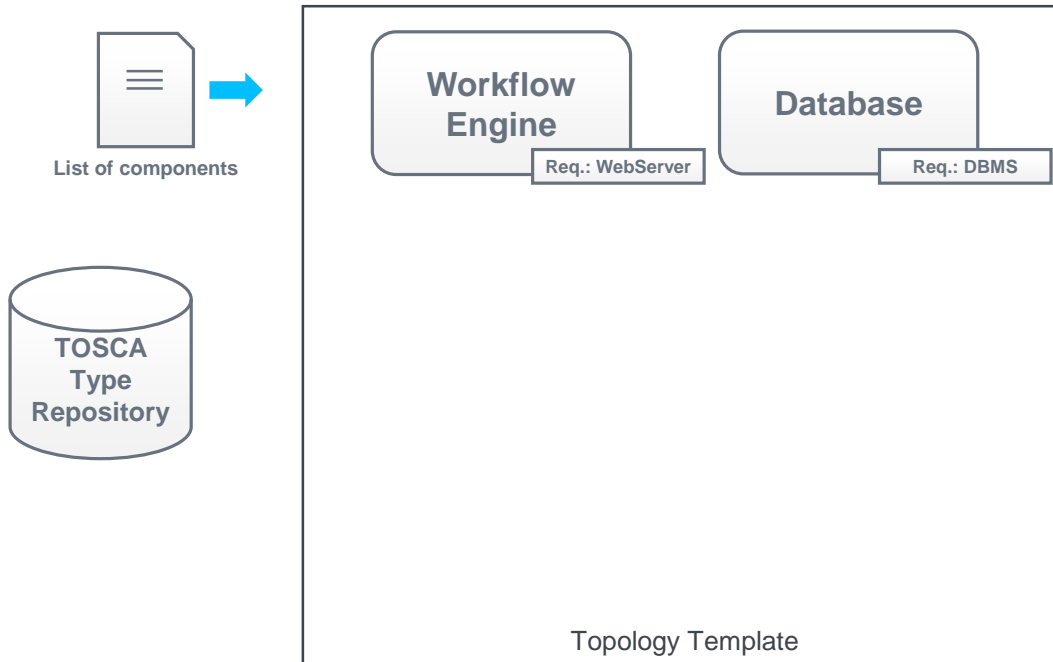 List of components
Workflow
Engine
Req.: WebServer
Database
Req.: DBMS
TOSCA
Type
Repository
Topology Template